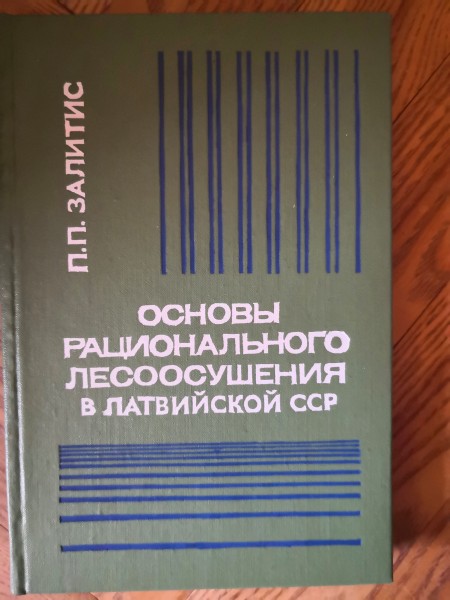 П.П. ЗАЛИТИС
ОСНОВЫ
РАЦИОНАЛЬНОГО
ЛЕСООСУШЕНИЯ
В ЛАТВИЙСКОЙ ССР